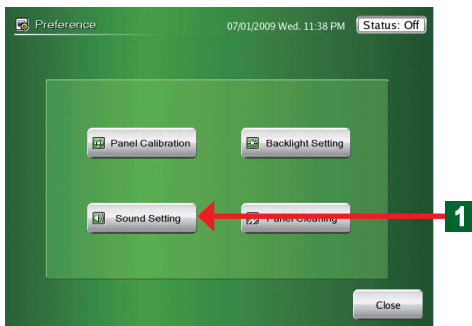 Preference 07/01/2009 Wed. 11:38 PM Status: Off
Panel Calibration Backlight Setting
Sound Setting Panel Cleaning
1
Close